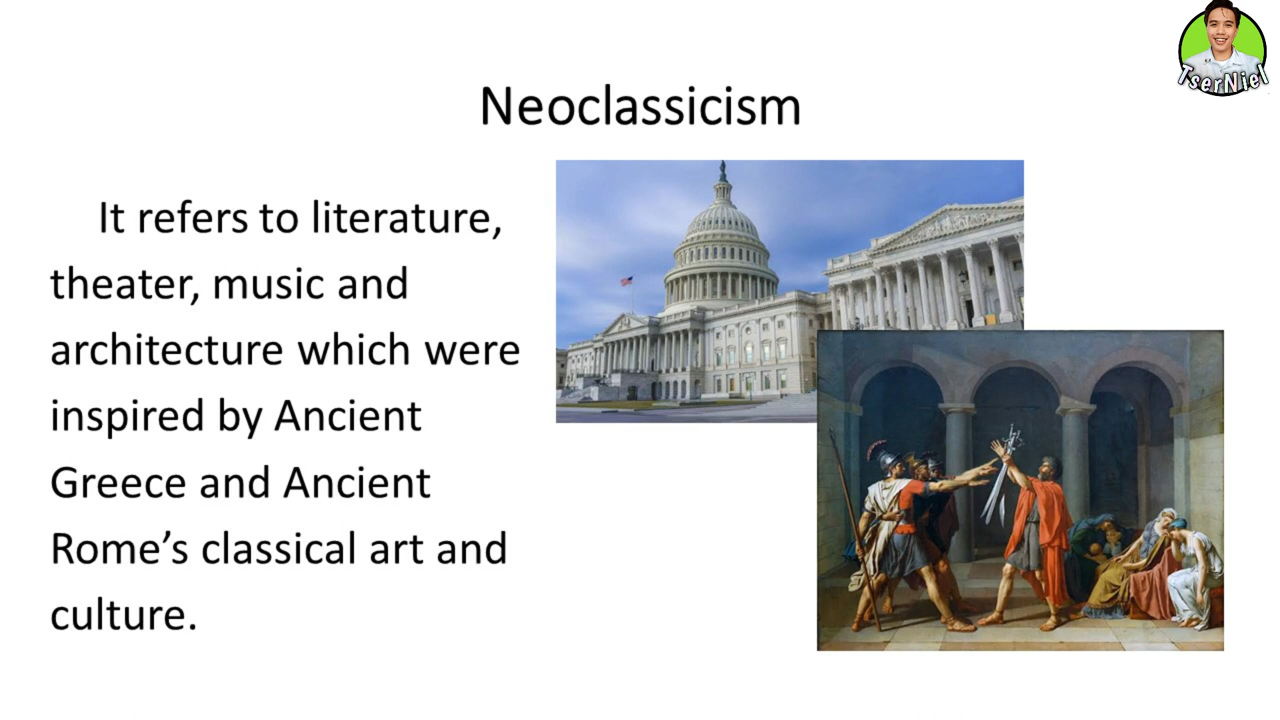 TserNiel
Neoclassicism
It refers to literature,
theater, music and
architecture which were
inspired by Ancient
Greece and Ancient
Rome’s classical art and
culture.